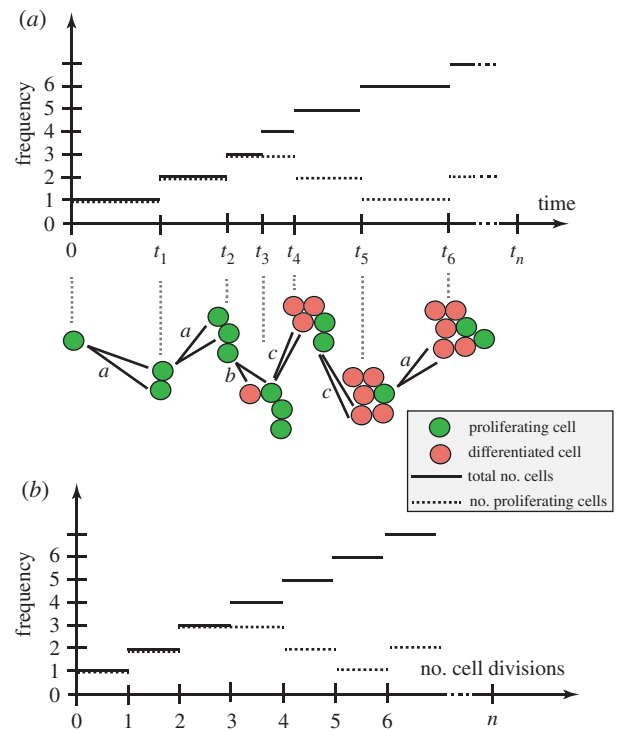 (a)
frequency
6
5
4
3
2
1
0
time
0 t1 t2 t3 t4 t5 t6 tn
a
a
b
c
c
a
proliferating cell
differentiated cell
total no. cells
no. proliferating cells
(b)
frequency
6
5
4
3
2
1
0
no. cell divisions
0 1 2 3 4 5 6 n